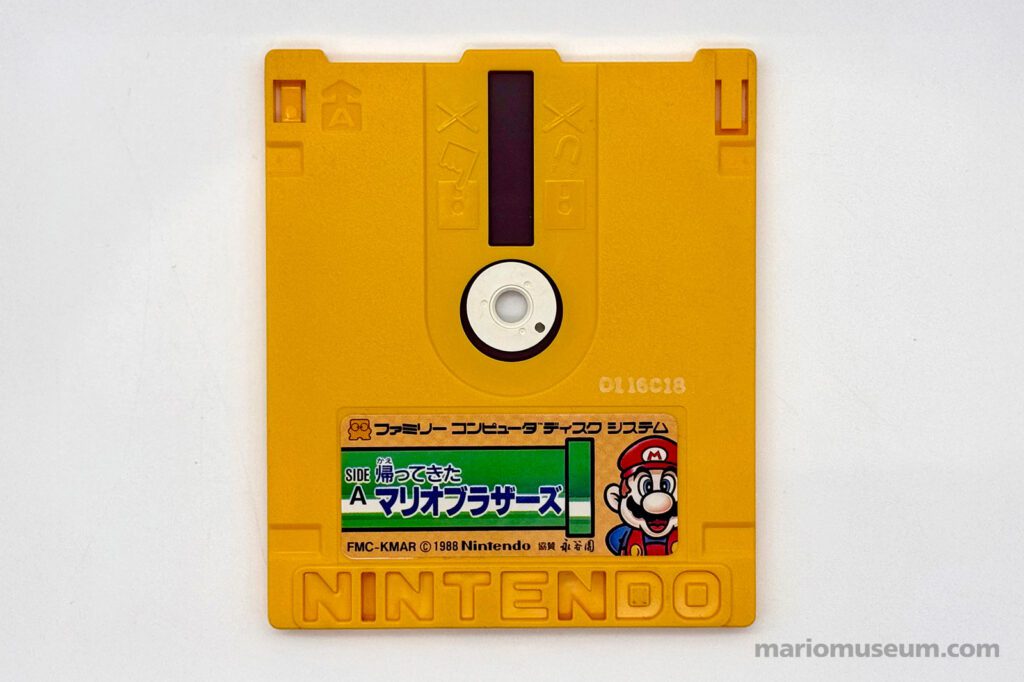 A
0116018
ファミリー コンピュータ ディスク システム
SIDE A
かえ
帰ってきた
マリオブラザーズ
M
FMC-KMAR © 1988 Nintendo 協賛 永谷園
NINTENDO
mariomuseum.com